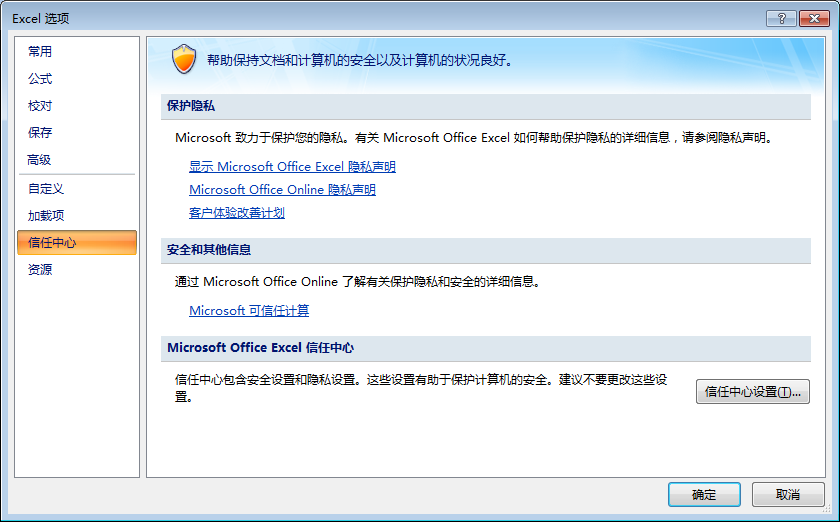 Excel 选项
常用
公式
校对
保存
高级
自定义
加载项
信任中心
资源
帮助保持文档和计算机的安全以及计算机的状况良好。
保护隐私
Microsoft 致力于保护您的隐私。有关 Microsoft Office Excel 如何帮助保护隐私的详细信息，请参阅隐私声明。
显示 Microsoft Office Excel 隐私声明
Microsoft Office Online 隐私声明
客户体验改善计划
安全和其他信息
通过 Microsoft Office Online 了解有关保护隐私和安全的详细信息。
Microsoft 可信任计算
Microsoft Office Excel 信任中心
信任中心包含安全设置和隐私设置。这些设置有助于保护计算机的安全。建议不要更改这些设
置。
信任中心设置(T)...
确定
取消